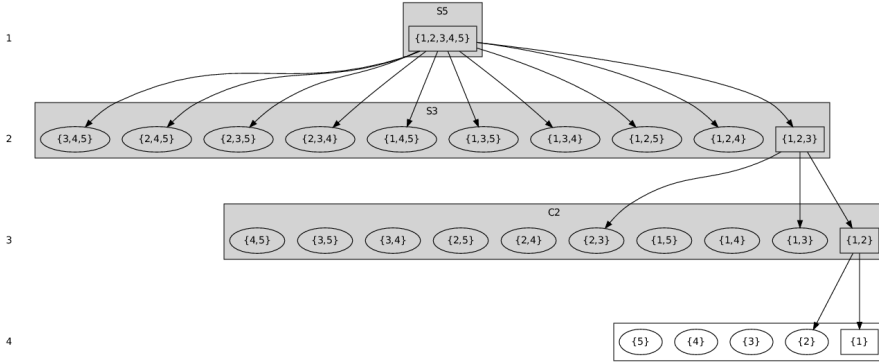 S5
1 {1,2,3,4,5}
S3
2 {3,4,5} {2,4,5} {2,3,5} {2,3,4} {1,4,5} {1,3,5} {1,3,4} {1,2,5} {1,2,4} {1,2,3}
C2
3 {4,5} {3,5} {3,4} {2,5} {2,4} {2,3} {1,5} {1,4} {1,3} {1,2}
4 {5} {4} {3} {2} {1}